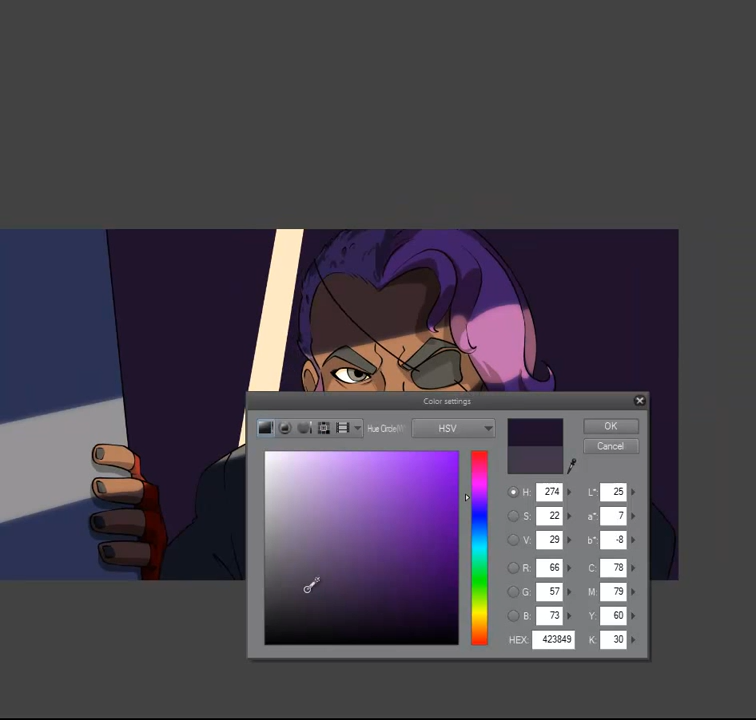 Color settings
Hue Circle(W)
HSV
OK
Cancel
H: 274
L*: 25
S: 22
a*: 7
V: 29
b*: -8
R: 66
C: 78
G: 57
M: 79
B: 73
Y: 60
HEX: 423849
K: 30